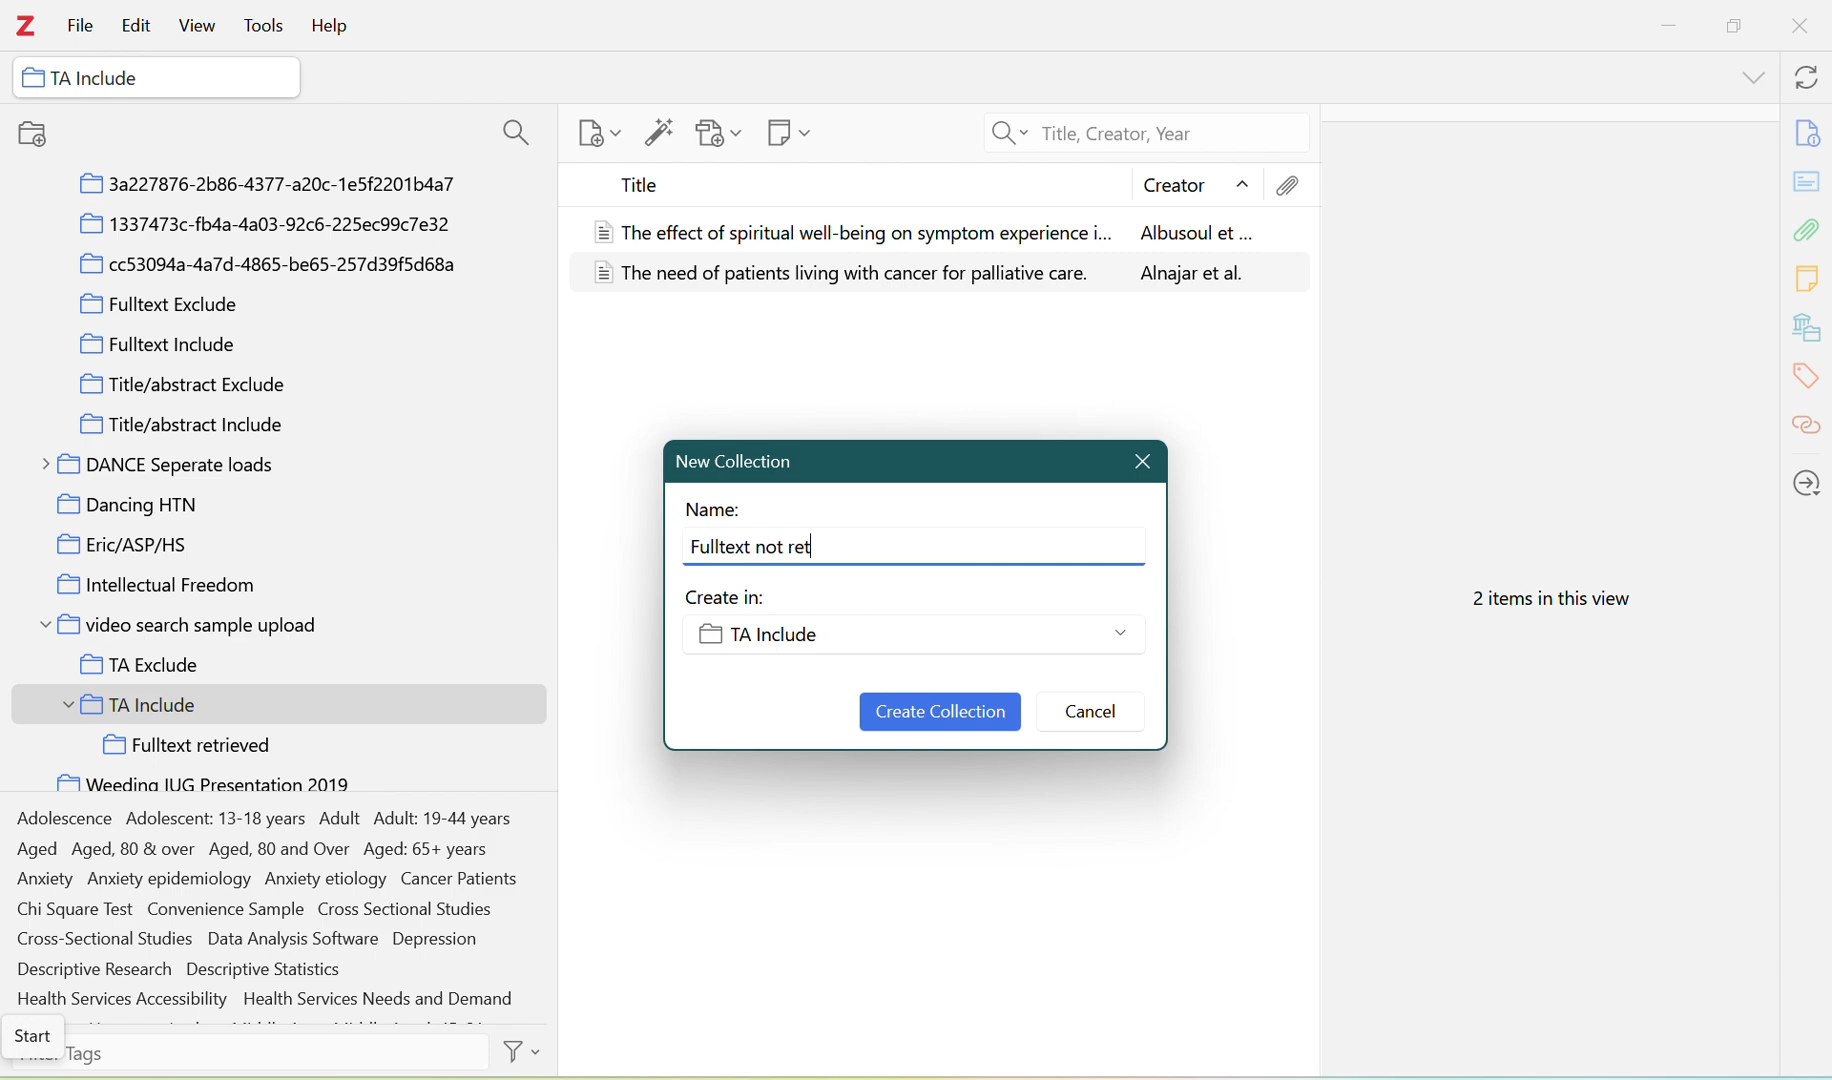 Z File Edit View Tools Help
TA Include
Title, Creator, Year
Title Creator
The effect of spiritual well-being on symptom experience i... Albusoul et ...
The need of patients living with cancer for palliative care. Alnajar et al.
3a227876-2b86-4377-a20c-1e5f2201b4a7
1337473c-fb4a-4a03-92c6-225ec99c7e32
cc53094a-4a7d-4865-be65-257d39f5d68a
Fulltext Exclude
Fulltext Include
Title/abstract Exclude
Title/abstract Include
DANCE Seperate loads
Dancing HTN
Eric/ASP/HS
Intellectual Freedom
video search sample upload
TA Exclude
TA Include
Fulltext retrieved
Weeding IUG Presentation 2019
New Collection
Name:
Fulltext not ret
Create in:
TA Include
Create Collection Cancel
2 items in this view
Adolescence Adolescent: 13-18 years Adult Adult: 19-44 years
Aged Aged, 80 & over Aged, 80 and Over Aged: 65+ years
Anxiety Anxiety epidemiology Anxiety etiology Cancer Patients
Chi Square Test Convenience Sample Cross Sectional Studies
Cross-Sectional Studies Data Analysis Software Depression
Descriptive Research Descriptive Statistics
Health Services Accessibility Health Services Needs and Demand
Start
Tags